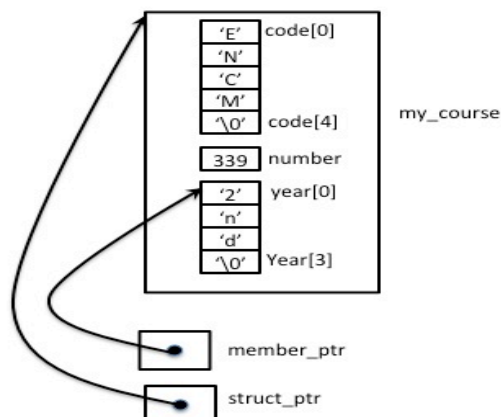 ‘E’ code[0]
‘N’
‘C’
‘M’
‘\0’ code[4]
my_course
339 number
‘2’ year[0]
‘n’
‘d’
‘\0’ Year[3]
member_ptr
struct_ptr